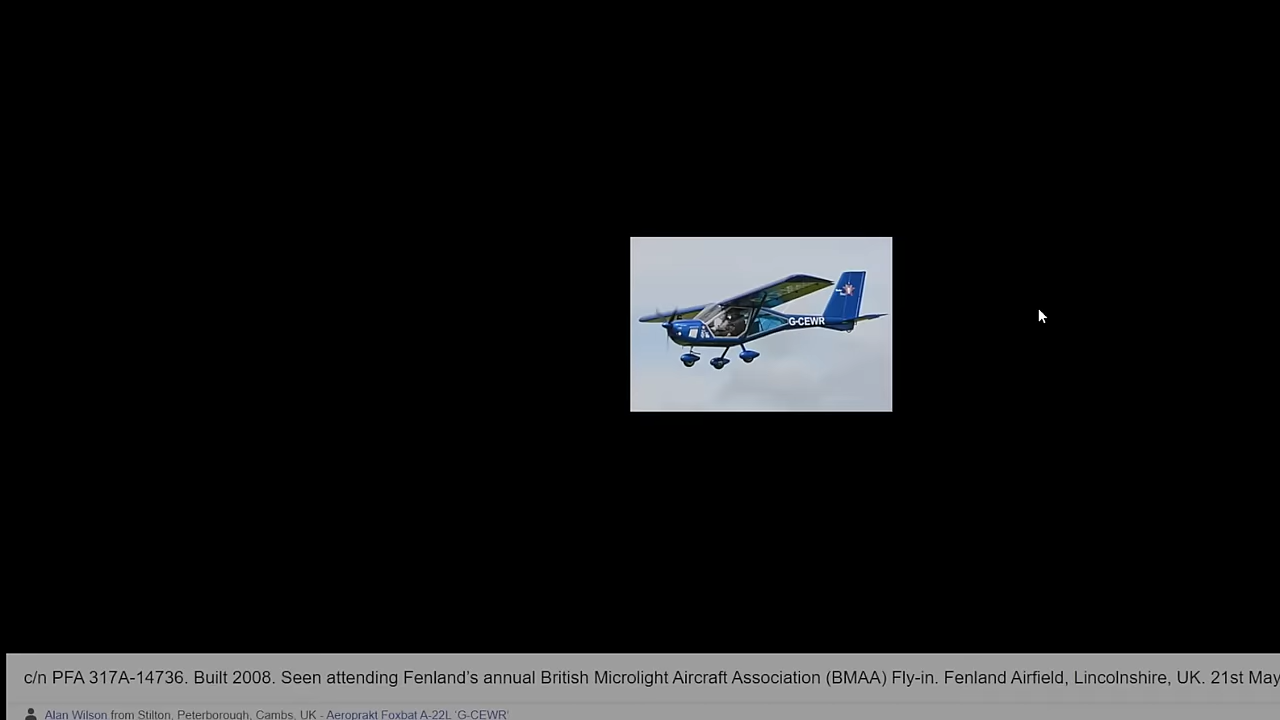 G-CEWR
c/n PFA 317A-14736. Built 2008. Seen attending Fenland's annual British Microlight Aircraft Association (BMAA) Fly-in. Fenland Airfield, Lincolnshire, UK. 21st May
Alan Wilson from Stilton, Peterborough, Cambs, UK - Aeroprakt Foxbat A-22L 'G-CEWR'